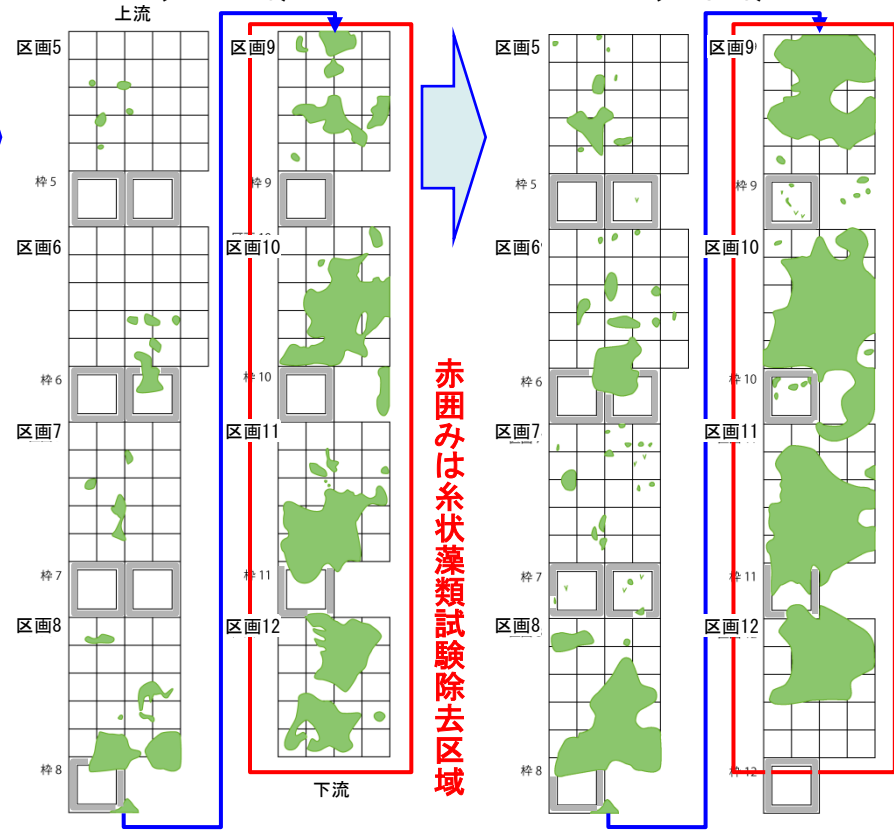 上流
区画5
枠5
区画6
枠6
区画7
枠7
区画8
枠8
区画9
枠9
区画10
枠10
区画11
枠11
区画12
下流
赤囲みは糸状藻類試験除去区域
区画5
枠5
区画6
枠6
区画7
枠7
区画8
枠8
区画9
枠9
区画10
枠10
区画11
枠11
区画12
枠12